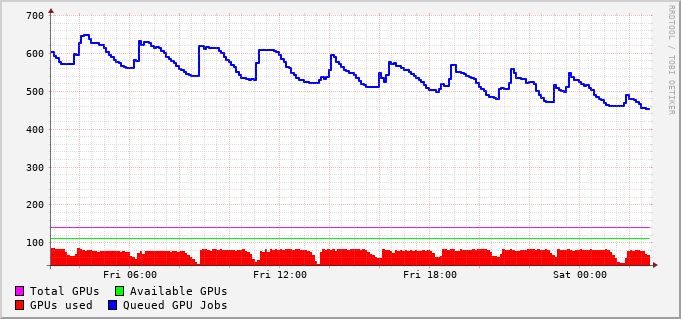 700
600
500
400
300
200
100
Fri 06:00 Fri 12:00 Fri 18:00 Sat 00:00
Total GPUs Available GPUs
GPUs used Queued GPU Jobs
RRDTOOL / TOBI OETIKER